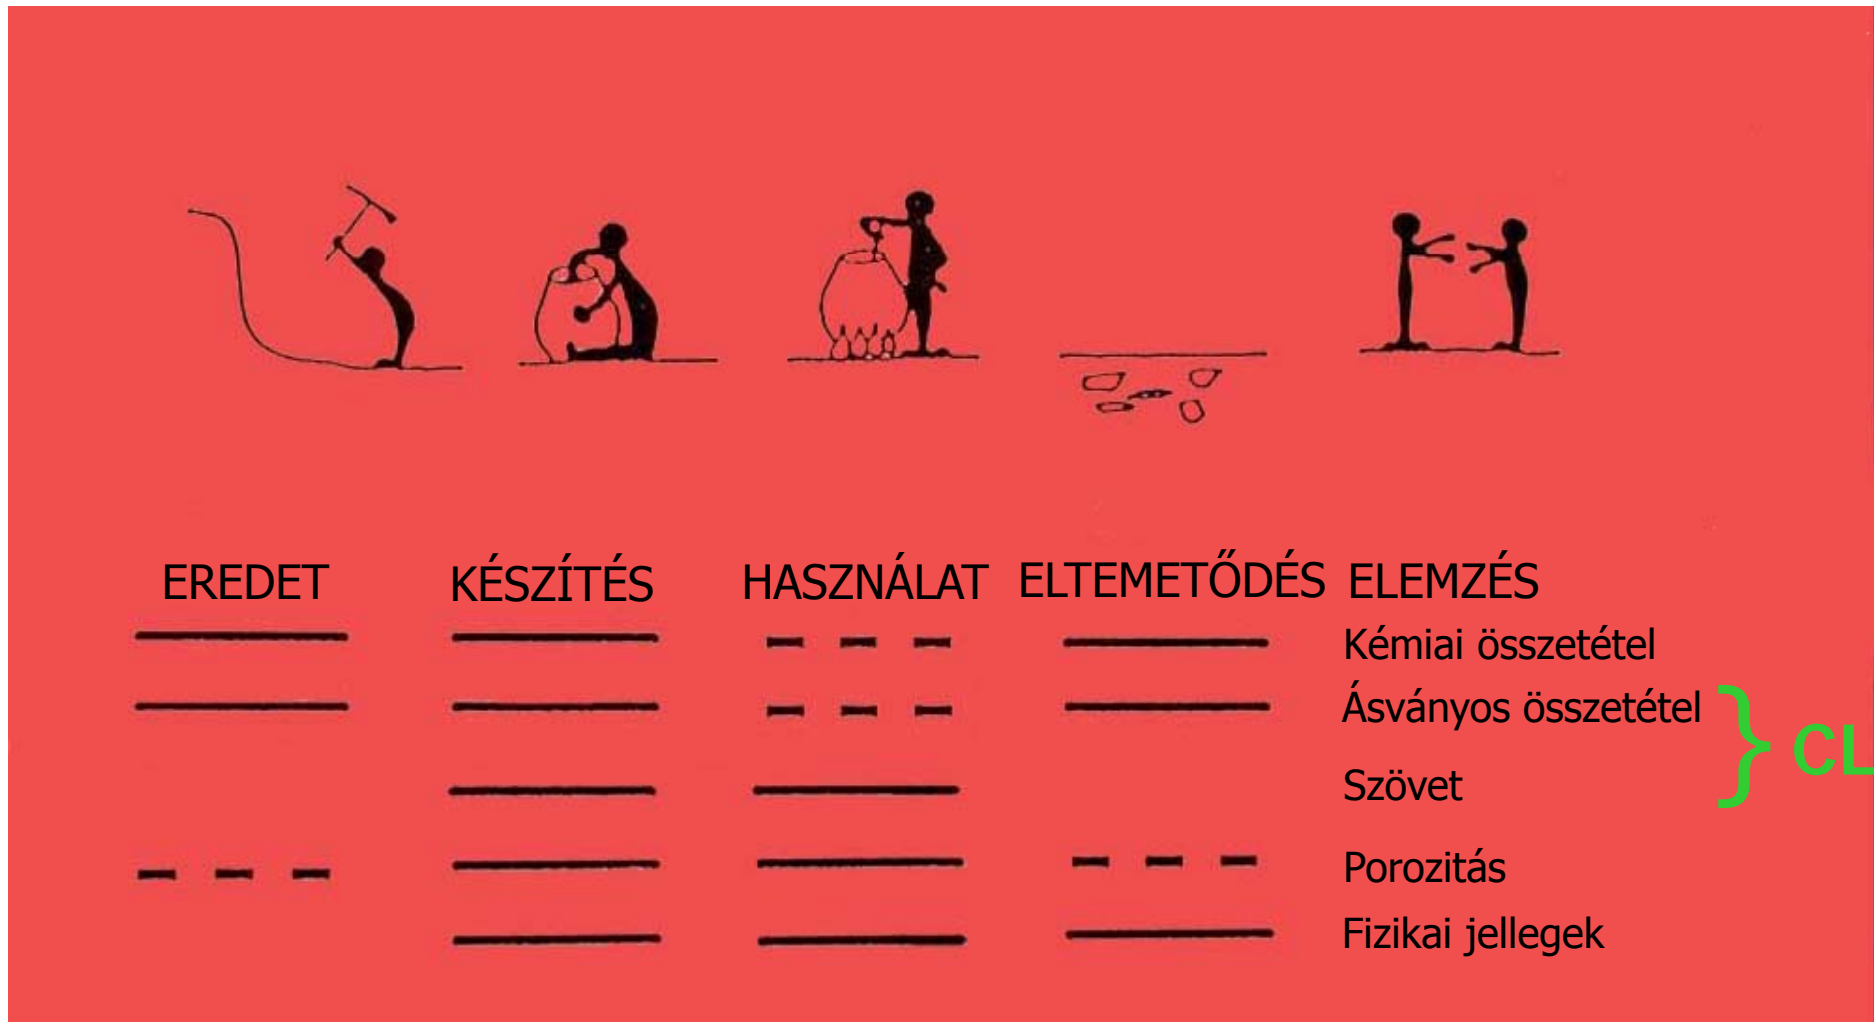 EREDET KÉSZÍTÉS HASZNÁLAT ELTEMETŐDÉS ELEMZÉS
Kémiai összetétel
Ásványos összetétel
CL
Szövet
Porozitás
Fizikai jellegek